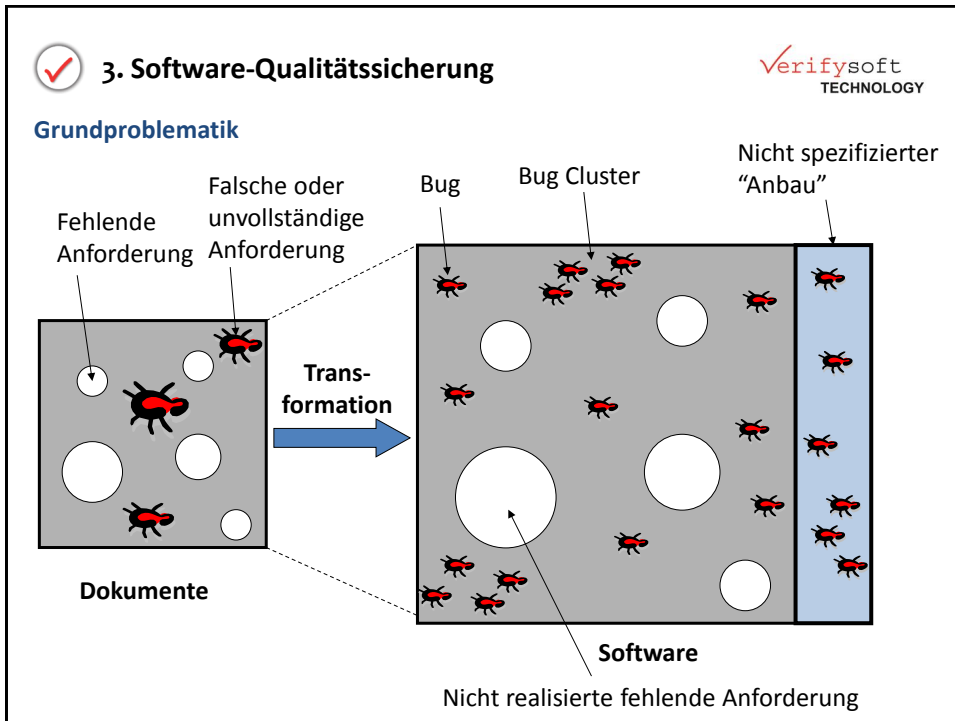 3. Software-Qualitätssicherung
Verifysoft
TECHNOLOGY
Grundproblematik
Fehlende
Anforderung
Falsche oder
unvollständige
Anforderung
Bug
Bug Cluster
Nicht spezifizierter
“Anbau”
Trans-
formation
Dokumente
Software
Nicht realisierte fehlende Anforderung